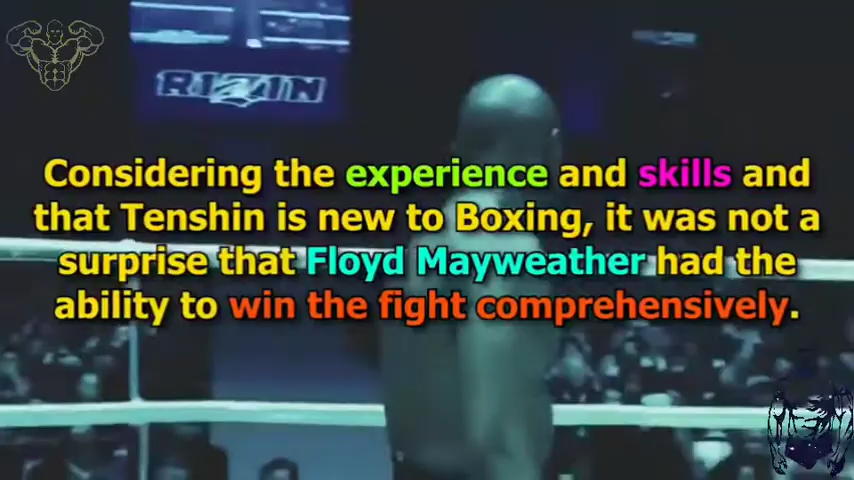 RIZIN
Considering the experience and skills and
that Tenshin is new to Boxing, it was not a
surprise that Floyd Mayweather had the
ability to win the fight comprehensively.